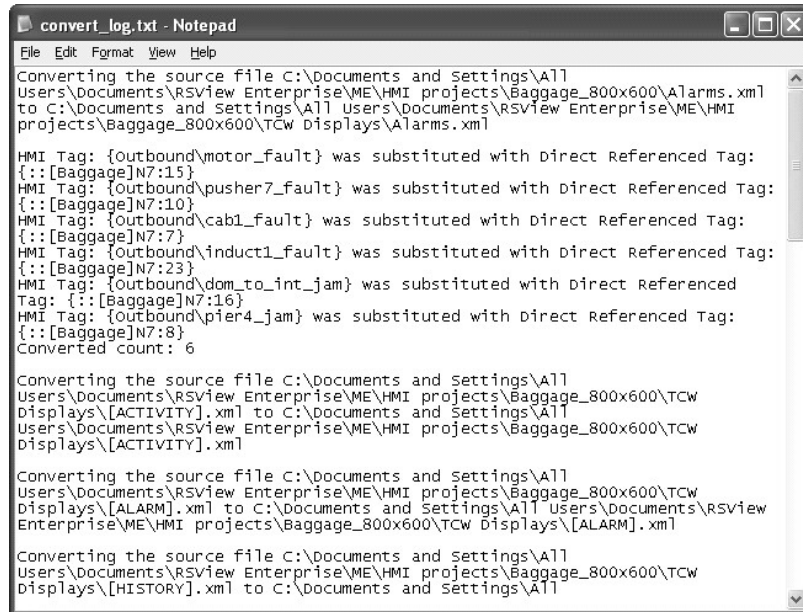 convert_log.txt - Notepad
File Edit Format View Help
Converting the source file C:\Documents and Settings\All
Users\Documents\RSView Enterprise\ME\HMI projects\Baggage_800x600\Alarms.xml
to C:\Documents and Settings\All Users\Documents\RSView Enterprise\ME\HMI
projects\Baggage_800x600\TCW Displays\Alarms.xml
HMI Tag: {Outbound\motor_fault} was substituted with Direct Referenced Tag:
{::[Baggage]N7:15}
HMI Tag: {Outbound\pusher7_fault} was substituted with Direct Referenced Tag:
{::[Baggage]N7:10}
HMI Tag: {Outbound\cab1_fault} was substituted with Direct Referenced Tag:
{::[Baggage]N7:7}
HMI Tag: {Outbound\induct1_fault} was substituted with Direct Referenced Tag:
{::[Baggage]N7:23}
HMI Tag: {Outbound\dom_to_int_jam} was substituted with Direct Referenced
Tag: {::[Baggage]N7:16}
HMI Tag: {Outbound\pier4_jam} was substituted with Direct Referenced Tag:
{::[Baggage]N7:8}
Converted count: 6
Converting the source file C:\Documents and Settings\All
Users\Documents\RSView Enterprise\ME\HMI projects\Baggage_800x600\TCW
Displays\[ACTIVITY].xml to C:\Documents and Settings\All
Users\Documents\RSView Enterprise\ME\HMI projects\Baggage_800x600\TCW
Displays\[ACTIVITY].xml
Converting the source file C:\Documents and Settings\All
Users\Documents\RSView Enterprise\ME\HMI projects\Baggage_800x600\TCW
Displays\[ALARM].xml to C:\Documents and Settings\All Users\Documents\RSView
Enterprise\ME\HMI projects\Baggage_800x600\TCW Displays\[ALARM].xml
Converting the source file C:\Documents and Settings\All
Users\Documents\RSView Enterprise\ME\HMI projects\Baggage_800x600\TCW
Displays\[HISTORY].xml to C:\Documents and Settings\All